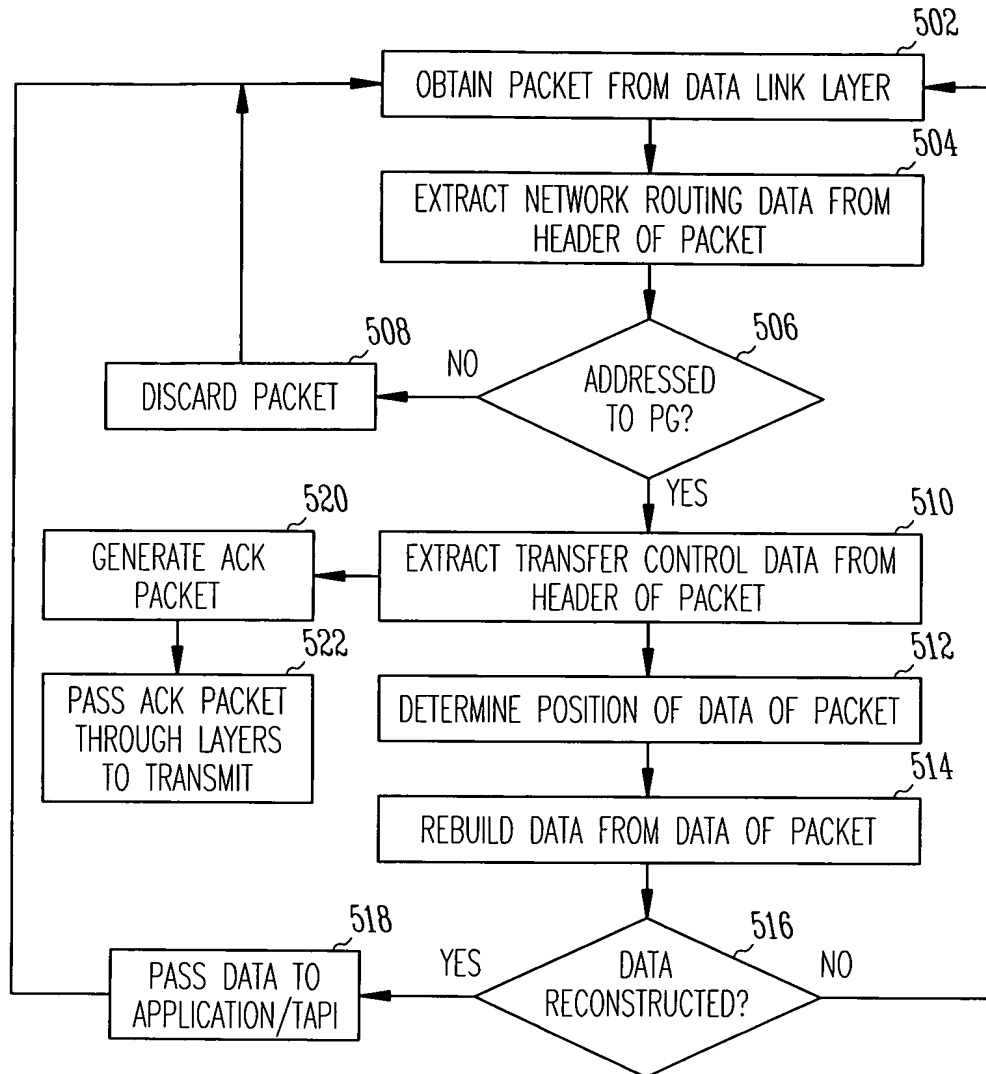 502
OBTAIN PACKET FROM DATA LINK LAYER
504
EXTRACT NETWORK ROUTING DATA FROM
HEADER OF PACKET
506
ADDRESSED
TO PG?
NO
508
DISCARD PACKET
YES
510
EXTRACT TRANSFER CONTROL DATA FROM
HEADER OF PACKET
520
GENERATE ACK
PACKET
522
PASS ACK PACKET
THROUGH LAYERS
TO TRANSMIT
512
DETERMINE POSITION OF DATA OF PACKET
514
REBUILD DATA FROM DATA OF PACKET
516
DATA
RECONSTRUCTED?
NO
YES
518
PASS DATA TO
APPLICATION/TAPI